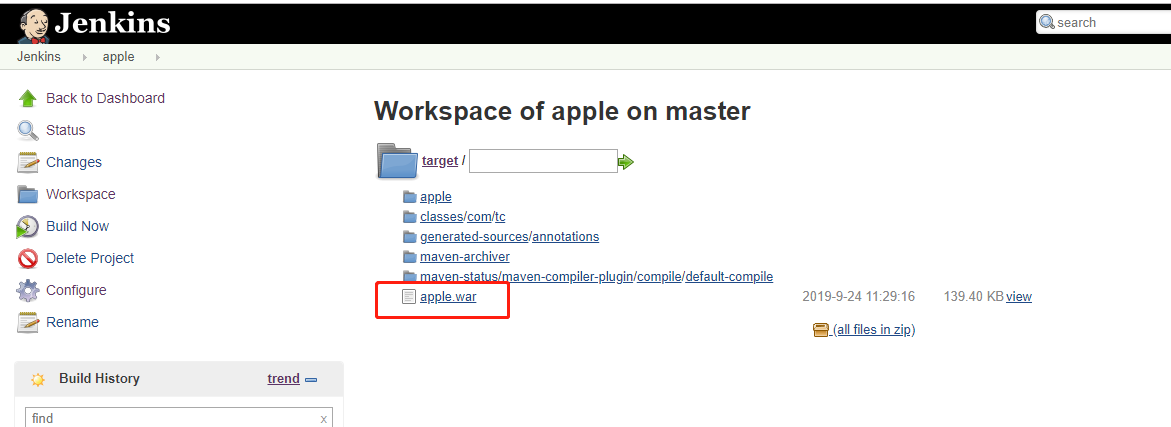 Jenkins
search
Jenkins apple
Back to Dashboard
Status
Changes
Workspace
Build Now
Delete Project
Configure
Rename
Build History trend
find x
Workspace of apple on master
target /
apple
classes/com/tc
generated-sources/annotations
maven-archiver
maven-status/maven-compiler-plugin/compile/default-compile
apple.war 2019-9-24 11:29:16 139.40 KB view
(all files in zip)